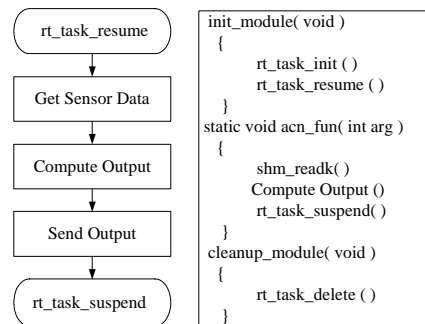 rt_task_resume
Get Sensor Data
Compute Output
Send Output
rt_task_suspend
init_module( void )
{
rt_task_init ( )
rt_task_resume ( )
}
static void acn_fun( int arg )
{
shm_readk( )
Compute Output ()
rt_task_suspend( )
}
cleanup_module( void )
{
rt_task_delete ( )
}